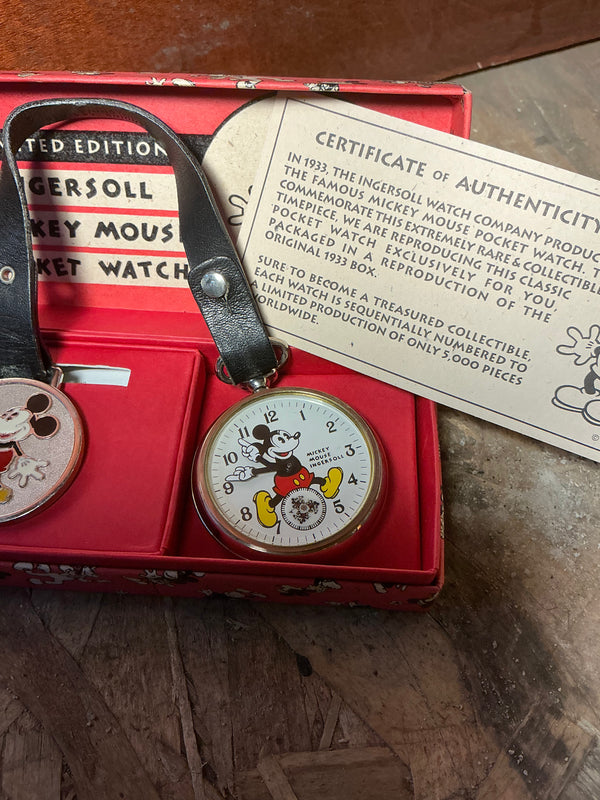 ITED EDITION
GERSOLL
KEY MOUS
KET WATCH
CERTIFICATE OF AUTHENTICITY
IN 1933, THE INGERSOLL WATCH COMPANY PRODUC
THE FAMOUS MICKEY MOUSE POCKET WATCH. T
COMMEMORATE THIS EXTREMELY RARE & COLLECTIBLE
TIMEPIECE, WE ARE REPRODUCING THIS CLASSIC
POCKET WATCH EXCLUSIVELY FOR YOU,
PACKAGED IN A REPRODUCTION OF THE
ORIGINAL 1933 BOX.
SURE TO BECOME A TREASURED COLLECTIBLE,
EACH WATCH IS SEQUENTIALLY NUMBERED TO
A LIMITED PRODUCTION OF ONLY 5,000 PIECES
WORLDWIDE.
©
12 1 2 3 4 5 7 8 9 10 11
MICKEY
MOUSE
INGERSOLL